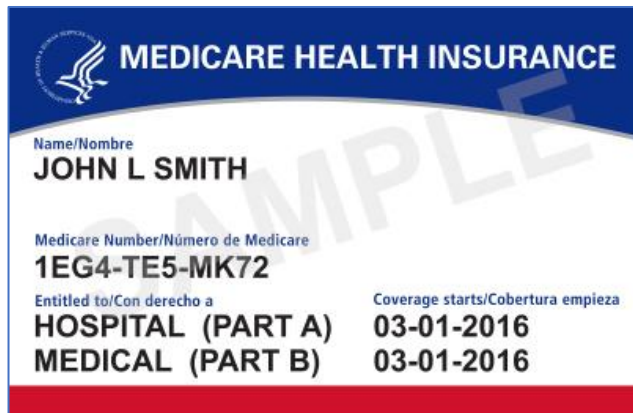 MEDICARE HEALTH INSURANCE
Name/Nombre
JOHN L SMITH
Medicare Number/Número de Medicare
1EG4-TE5-MK72
Entitled to/Con derecho a Coverage starts/Cobertura empieza
HOSPITAL (PART A) 03-01-2016
MEDICAL (PART B) 03-01-2016
SAMPLE